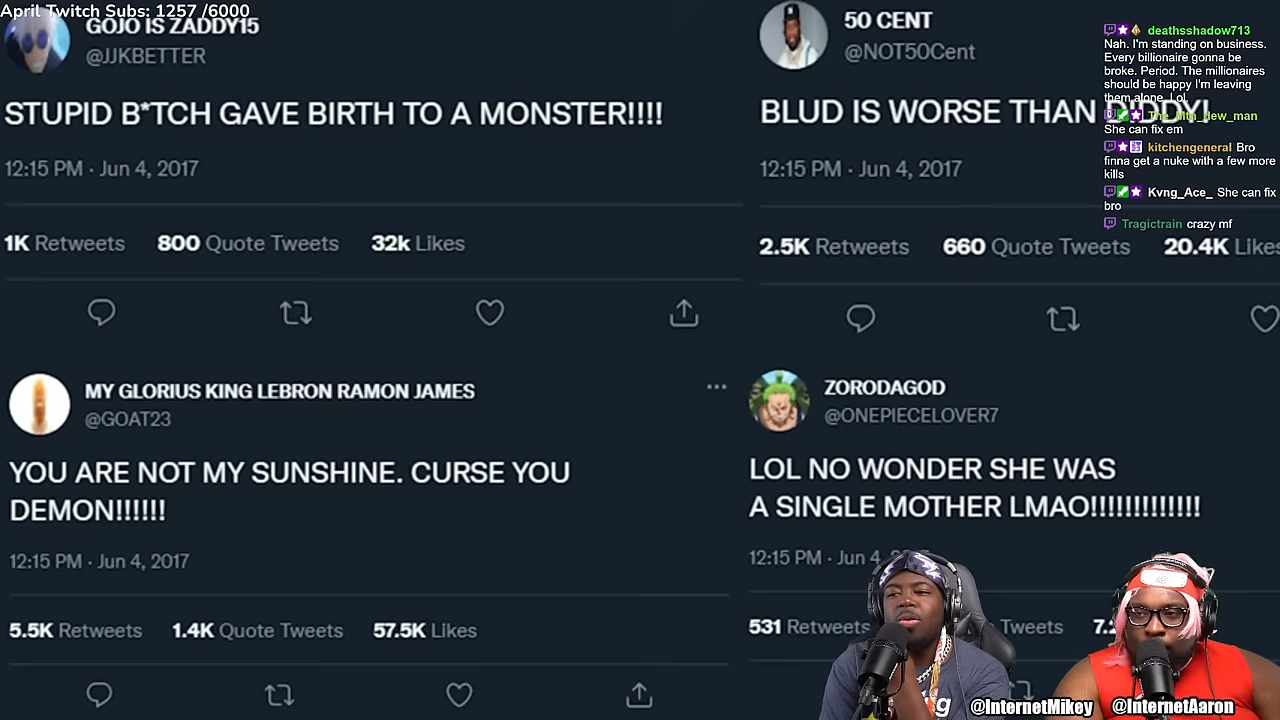 April Twitch Subs: 1257 /6000
GOJO IS ZADDY15
@JJKBETTER
STUPID B*TCH GAVE BIRTH TO A MONSTER!!!!
12:15 PM · Jun 4, 2017
1K Retweets 800 Quote Tweets 32k Likes
50 CENT
@NOT50Cent
BLUD IS WORSE THAN DIDDY!
12:15 PM · Jun 4, 2017
2.5K Retweets 660 Quote Tweets 20.4K Likes
deathsshadow713
Nah. I'm standing on business.
Every billionaire gonna be
broke. Period. The millionaires
should be happy I'm leaving
them alone. Lol.
She can fix em
kitchengeneral Bro
finna get a nuke with a few more
kills
Kvng_Ace_ She can fix
bro
Tragictrain crazy mf
MY GLORIUS KING LEBRON RAMON JAMES
@GOAT23
YOU ARE NOT MY SUNSHINE. CURSE YOU
DEMON!!!!!!
12:15 PM · Jun 4, 2017
5.5K Retweets 1.4K Quote Tweets 57.5K Likes
ZORODAGOD
@ONEPIECELOVER7
LOL NO WONDER SHE WAS
A SINGLE MOTHER LMAO!!!!!!!!!!!!!
12:15 PM · Jun 4
531 Retweets Tweets
@InternetMikey @InternetAaron